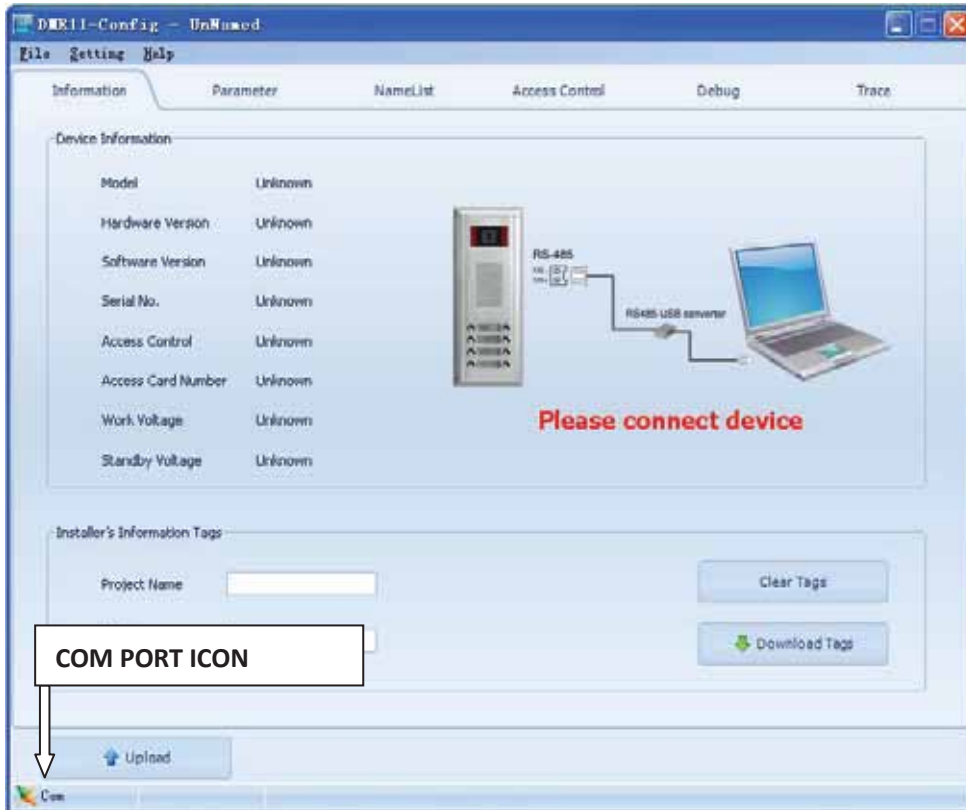 DMR11-Config - UnNamed
File Setting Help
Information Parameter NameList Access Control Debug Trace
Device Information
Model Unknown
Hardware Version Unknown
Software Version Unknown
Serial No. Unknown
Access Control Unknown
Access Card Number Unknown
Work Voltage Unknown
Standby Voltage Unknown
RS-485
RS485-USB converter
Please connect device
Installer's Information Tags
Project Name
Clear Tags
COM PORT ICON
Download Tags
Upload
Com